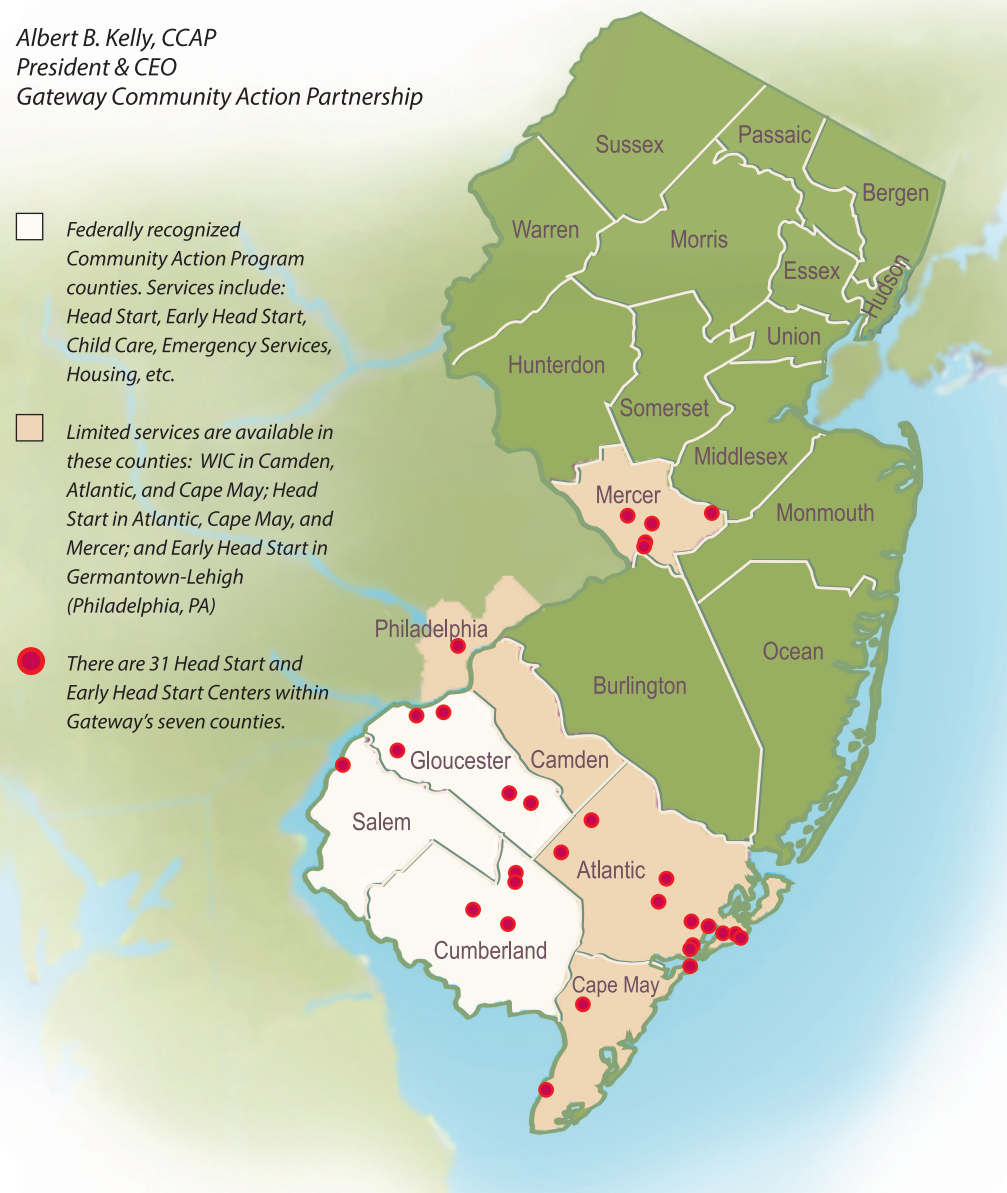 Albert B. Kelly, CCAP
President & CEO
Gateway Community Action Partnership
Federally recognized
Community Action Program
counties. Services include:
Head Start, Early Head Start,
Child Care, Emergency Services,
Housing, etc.
Limited services are available in
these counties:  WIC in Camden,
Atlantic, and Cape May; Head
Start in Atlantic, Cape May, and
Mercer; and Early Head Start in
Germantown-Lehigh
(Philadelphia, PA)
There are 31 Head Start and
Early Head Start Centers within
Gateway’s seven counties.
Sussex
Passaic
Bergen
Warren
Morris
Essex
Hudson
Union
Hunterdon
Somerset
Middlesex
Mercer
Monmouth
Philadelphia
Ocean
Burlington
Gloucester
Camden
Salem
Atlantic
Cumberland
Cape May